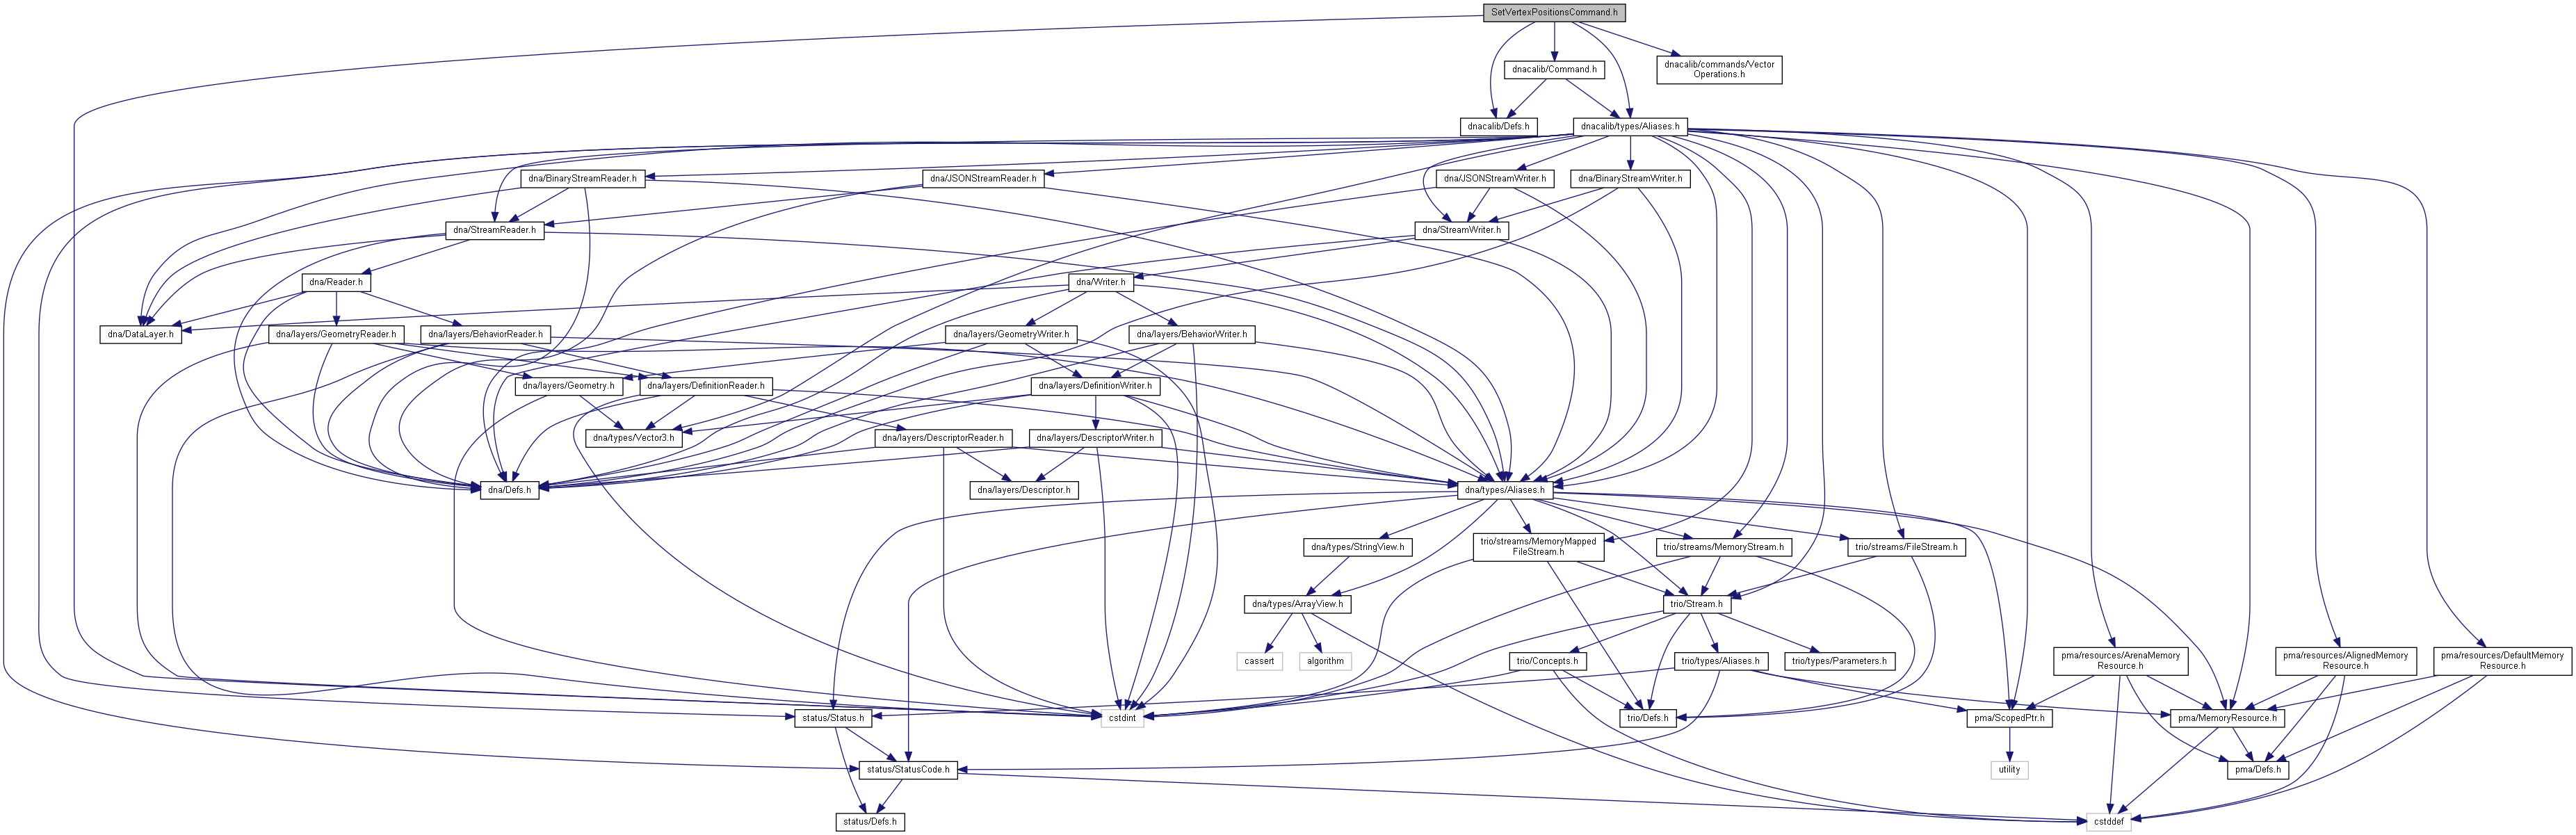 SetVertexPositionsCommand.h
dnacalib/Command.h
dnacalib/commands/Vector
Operations.h
dnacalib/Defs.h
dnacalib/types/Aliases.h
dna/BinaryStreamReader.h
dna/JSONStreamReader.h
dna/JSONStreamWriter.h
dna/BinaryStreamWriter.h
dna/StreamReader.h
dna/StreamWriter.h
dna/Reader.h
dna/Writer.h
dna/DataLayer.h
dna/layers/GeometryReader.h
dna/layers/BehaviorReader.h
dna/layers/GeometryWriter.h
dna/layers/BehaviorWriter.h
dna/layers/Geometry.h
dna/layers/DefinitionReader.h
dna/layers/DefinitionWriter.h
dna/types/Vector3.h
dna/layers/DescriptorReader.h
dna/layers/DescriptorWriter.h
dna/Defs.h
dna/layers/Descriptor.h
dna/types/Aliases.h
dna/types/StringView.h
trio/streams/MemoryMapped
FileStream.h
trio/streams/MemoryStream.h
trio/streams/FileStream.h
dna/types/ArrayView.h
trio/Stream.h
cassert
algorithm
trio/Concepts.h
trio/types/Aliases.h
trio/types/Parameters.h
pma/resources/ArenaMemory
Resource.h
pma/resources/AlignedMemory
Resource.h
pma/resources/DefaultMemory
Resource.h
status/Status.h
cstdint
trio/Defs.h
pma/ScopedPtr.h
pma/MemoryResource.h
status/StatusCode.h
utility
pma/Defs.h
status/Defs.h
cstddef